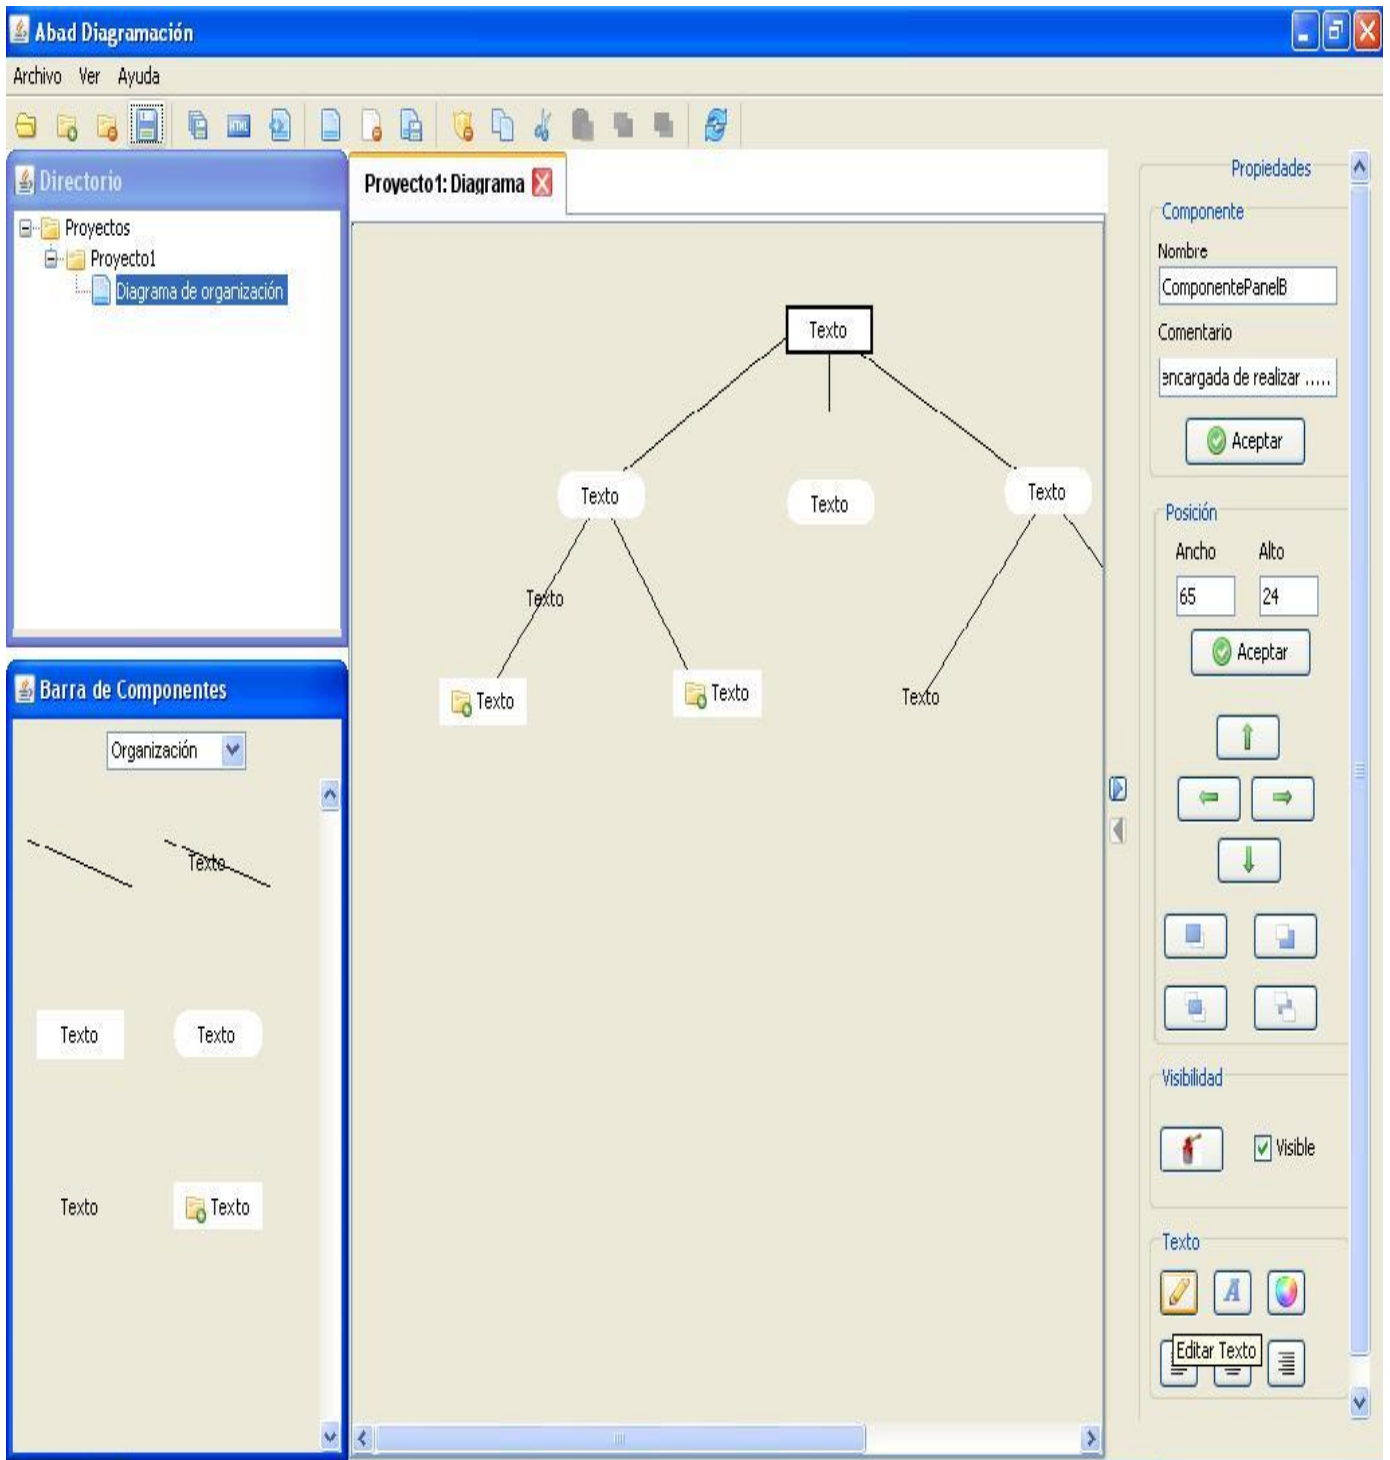 Abad Diagramación
Archivo Ver Ayuda
HTML
Directorio
Proyectos
Proyecto1
Diagrama de organización
Barra de Componentes
Organización
Texto
Texto
Texto
Texto
Texto
Proyecto1: Diagrama
Texto
Texto
Texto
Texto
Texto
Texto
Texto
Texto
Propiedades
Componente
Nombre
ComponentePanelB
Comentario
encargada de realizar .....
Aceptar
Posición
Ancho Alto
65 24
Aceptar
Visibilidad
Visible
Texto
A
Editar Texto